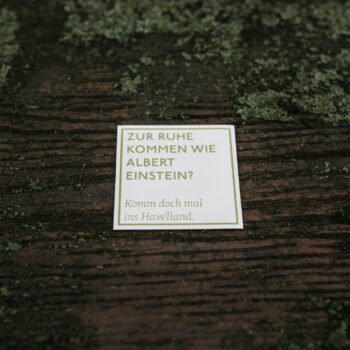 ZUR RUHE
KOMMEN WIE
ALBERT
EINSTEIN?
Komm doch mal
ins Havelland.